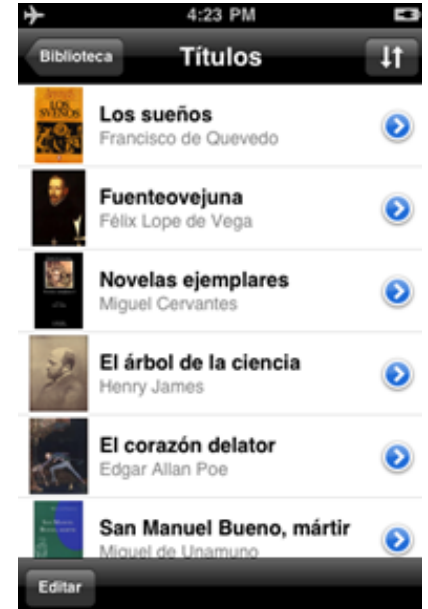 4:23 PM
Biblioteca
Títulos
LOS
SVEÑOS
Los sueños
Francisco de Quevedo
Fuenteovejuna
Félix Lope de Vega
Novelas ejemplares
Miguel Cervantes
El árbol de la ciencia
Henry James
El corazón delator
Edgar Allan Poe
San Manuel Bueno, mártir
Miguel de Unamuno
Editar